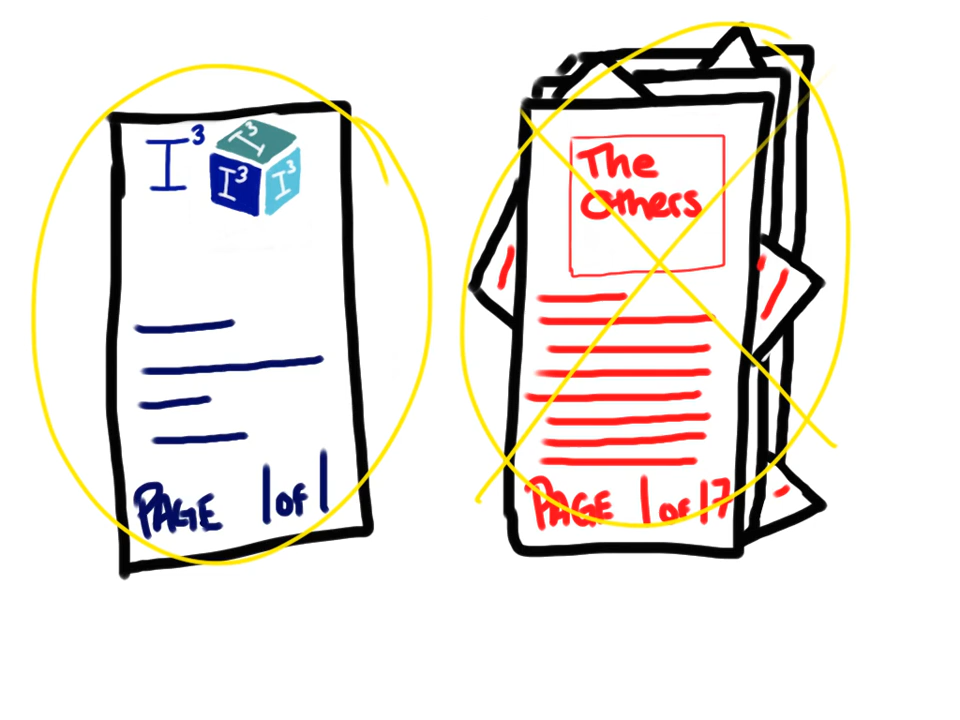 I³
I³
I³ I³
PAGE 1 of 1
The
Others
PAGE 1 of 17